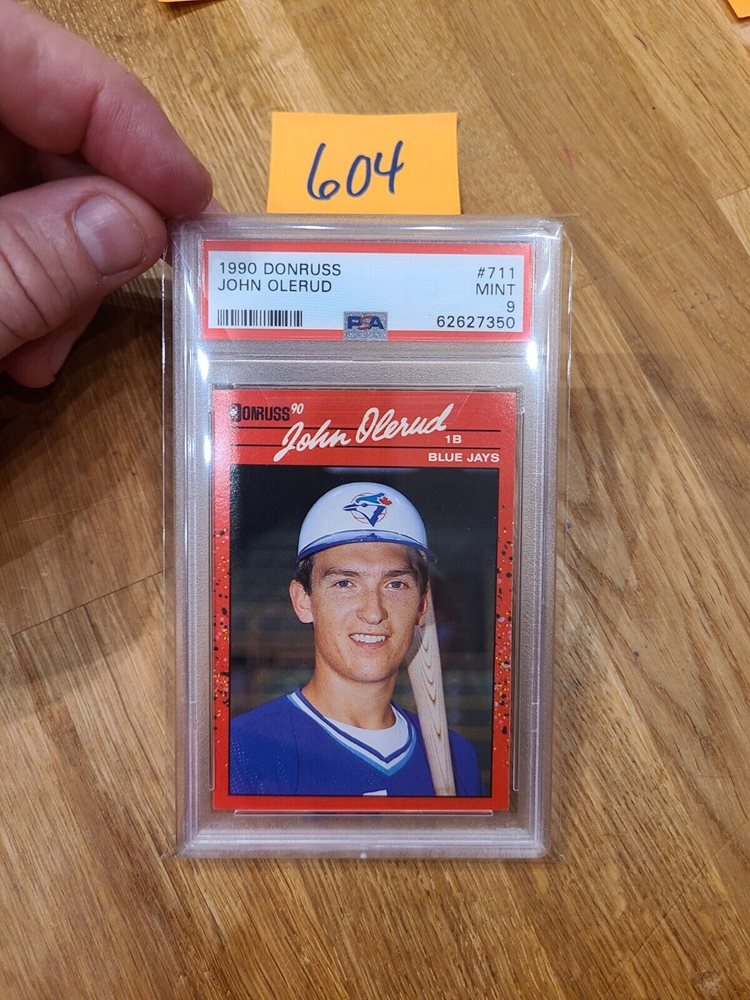 604
1990 DONRUSS #711
JOHN OLERUD MINT
9
PSA 62627350
DONRUSS 90
John Olerud
1B
BLUE JAYS